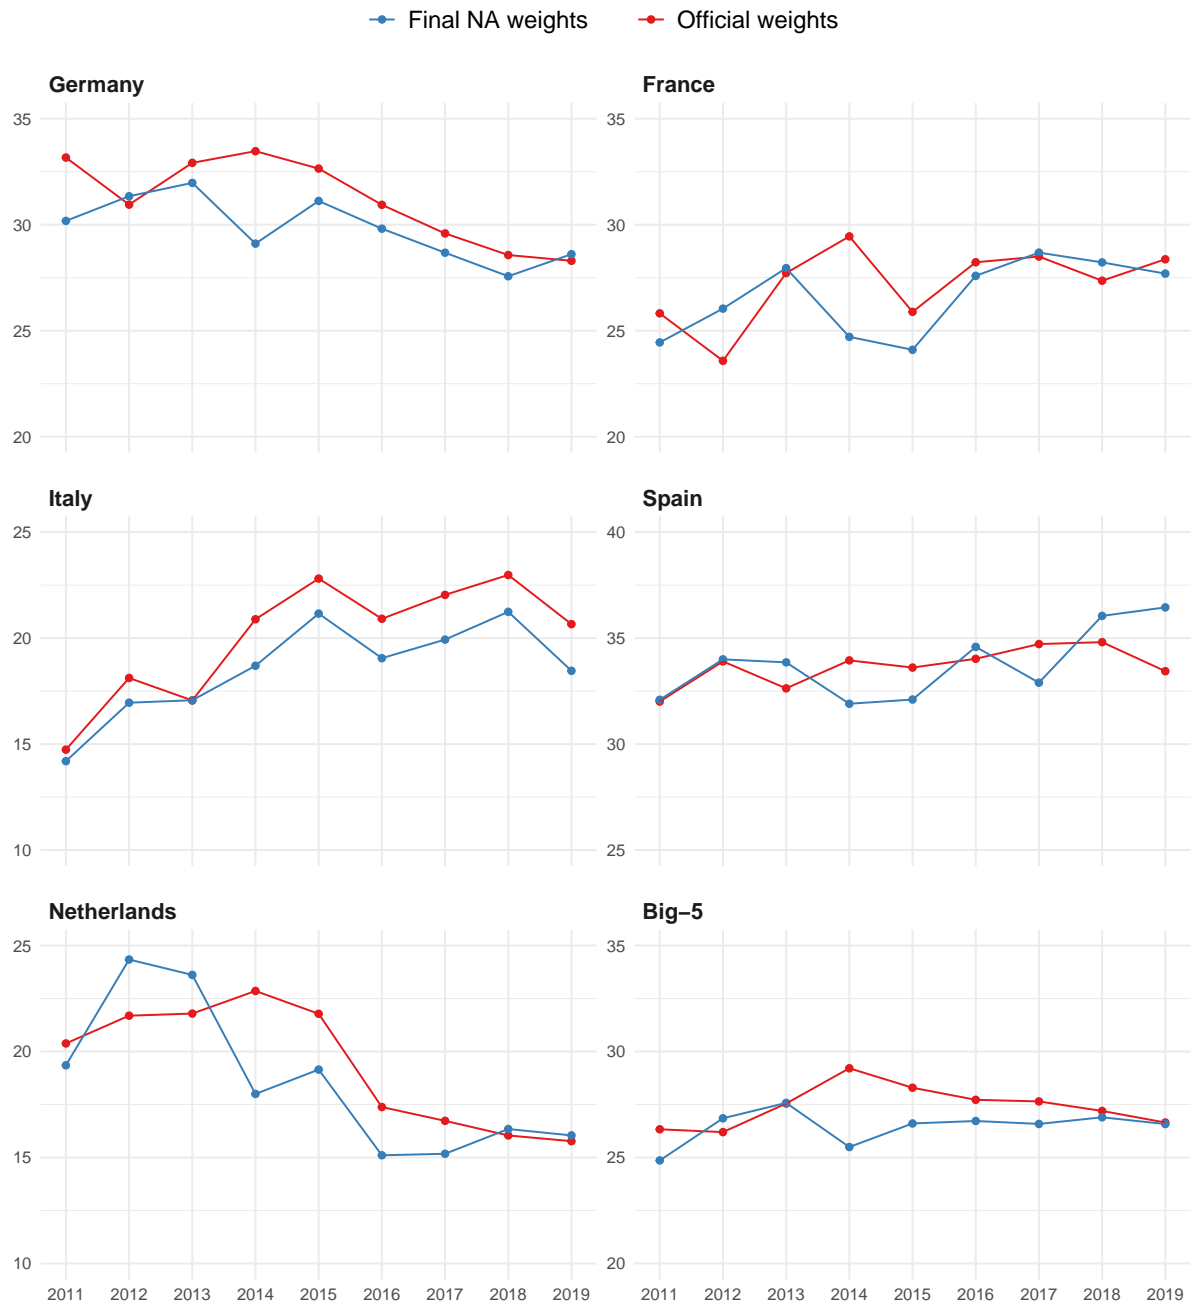 Final NA weights Official weights
Germany France
35 35
30 30
25 25
20 20
Italy Spain
25 40
20 35
15 30
10 25
Netherlands Big–5
25 35
20 30
15 25
10 20
2011 2012 2013 2014 2015 2016 2017 2018 2019 2011 2012 2013 2014 2015 2016 2017 2018 2019